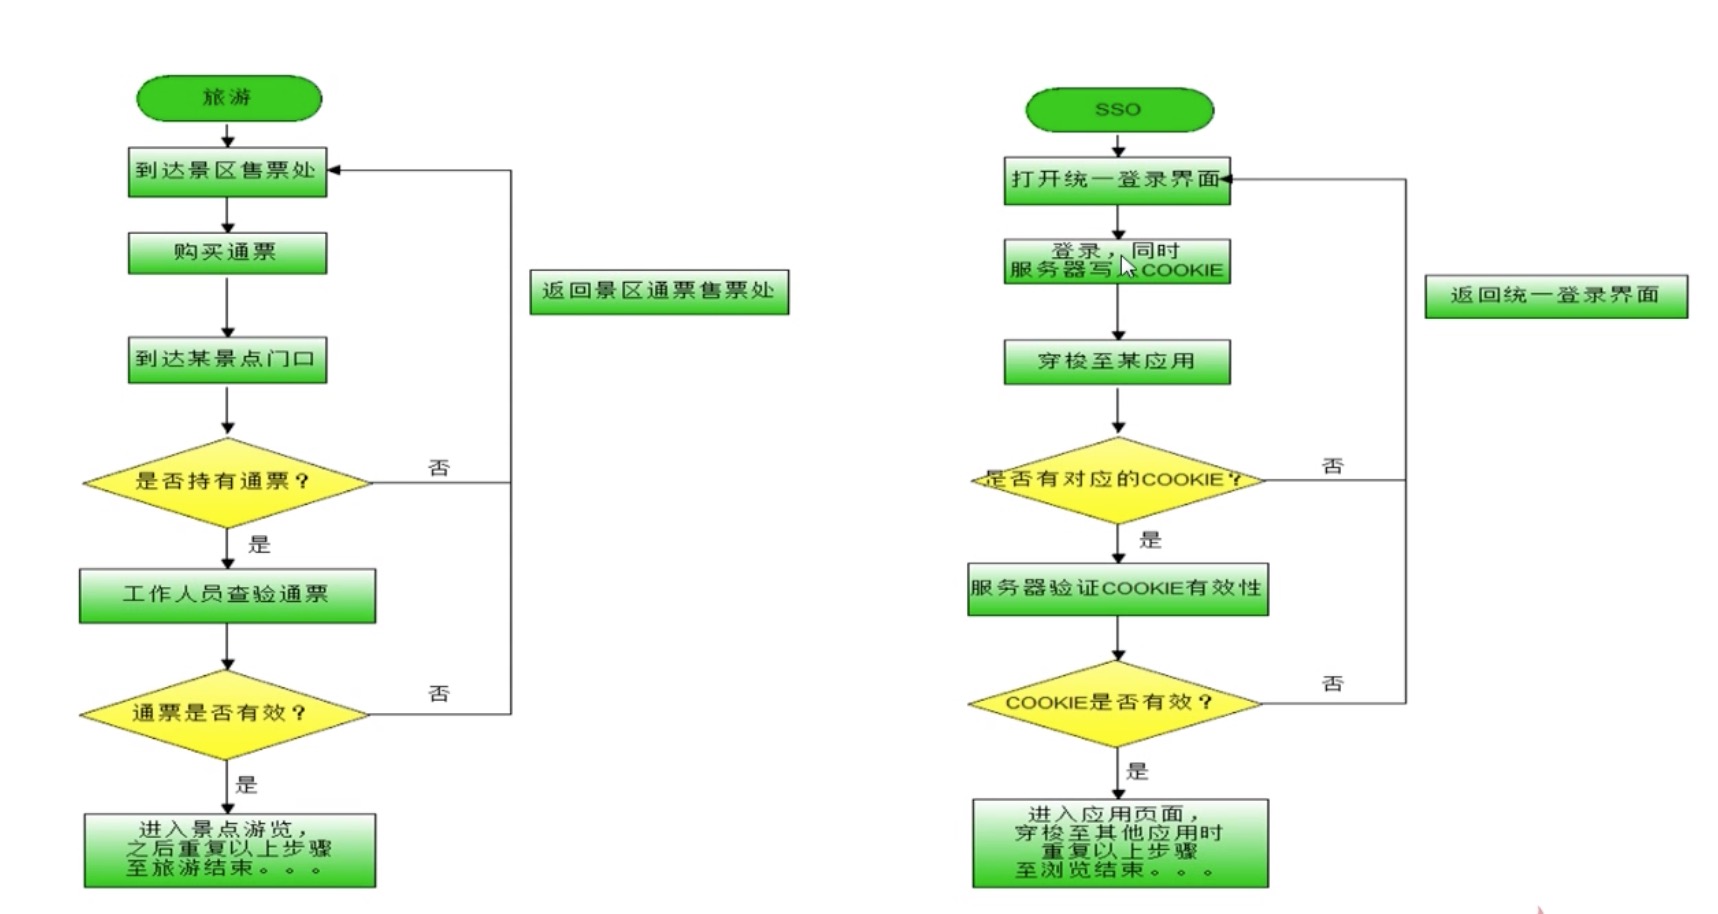 旅游
到达景区售票处
购买通票
返回景区通票售票处
到达某景点门口
是否持有通票？
否
是
工作人员查验通票
通票是否有效？
否
是
进入景点游览，
之后重复以上步骤
至旅游结束。。。
SSO
打开统一登录界面
登录，同时
服务器写入COOKIE
返回统一登录界面
穿梭至某应用
是否有对应的COOKIE？
否
是
服务器验证COOKIE有效性
COOKIE是否有效？
否
是
进入应用页面，
穿梭至其他应用时
重复以上步骤
至浏览结束。。。